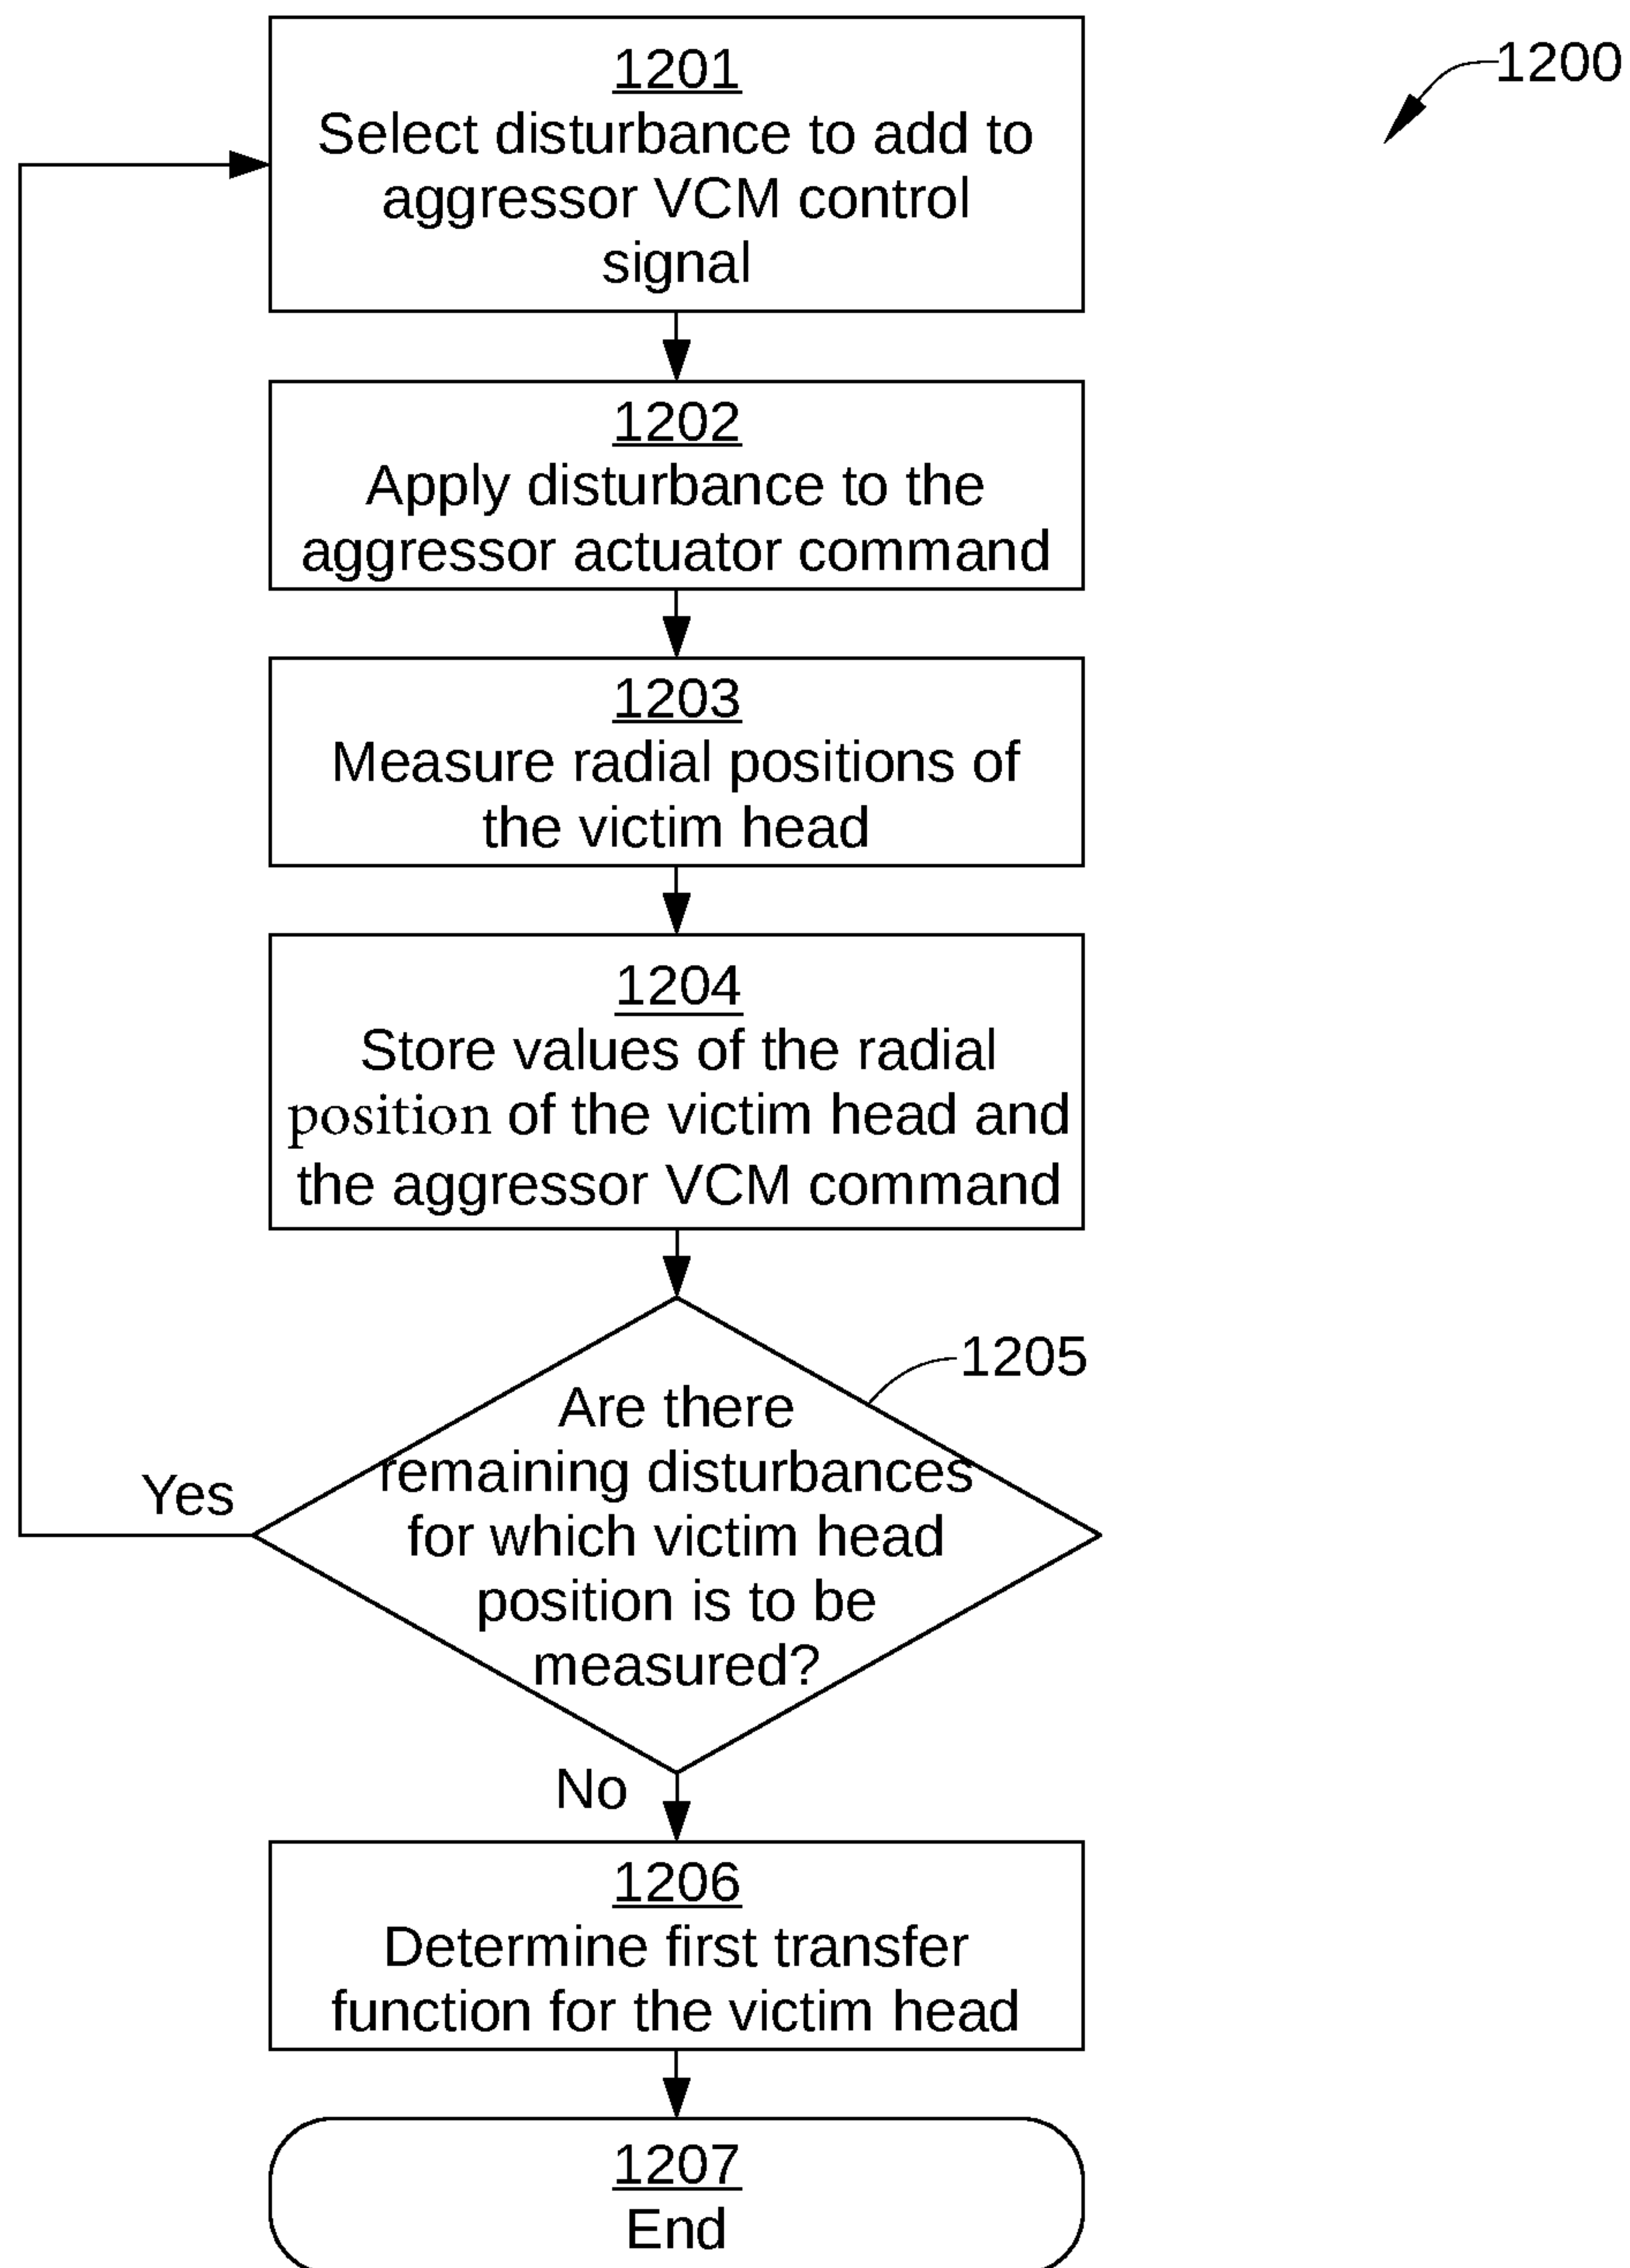 1200
1201
Select disturbance to add to
aggressor VCM control
signal
1202
Apply disturbance to the
aggressor actuator command
1203
Measure radial positions of
the victim head
1204
Store values of the radial
position of the victim head and
the aggressor VCM command
1205
Are there
remaining disturbances
for which victim head
position is to be
measured?
Yes
No
1206
Determine first transfer
function for the victim head
1207
End